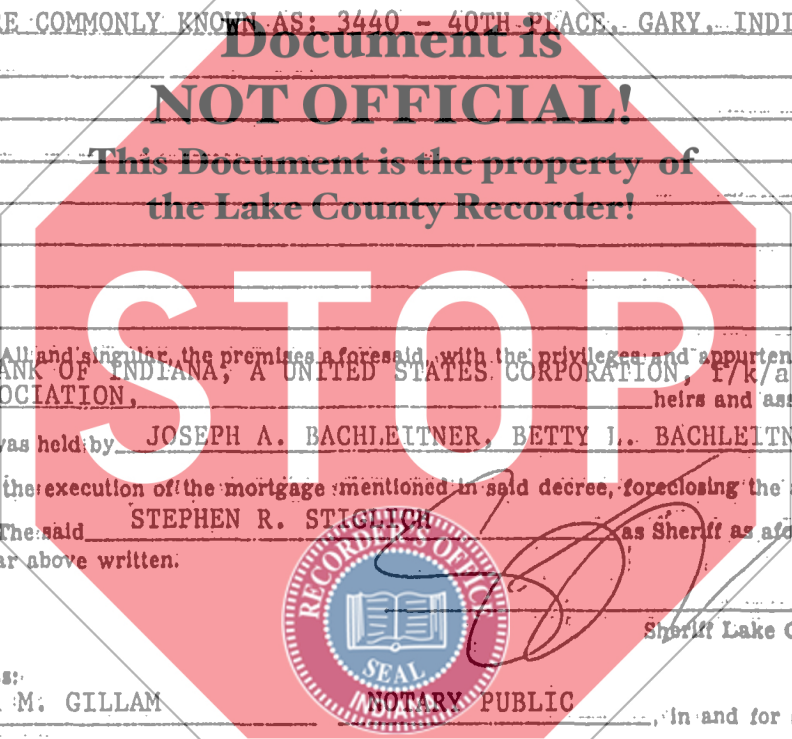 RE COMMONLY KNOWN AS: 3440 - 40TH PLACE, GARY, INDI
Document is
NOT OFFICIAL!
This Document is the property of
the Lake County Recorder!
STOP
All and singular, the premises aforesaid, with the privileges and appurten
ANK OF INDIANA, A UNITED STATES CORPORATION, f/k/a
OCIATION, heirs and ass
was held by JOSEPH A. BACHLEITNER, BETTY L. BACHLEITN
the execution of the mortgage mentioned in said decree, foreclosing the
The said STEPHEN R. STIGLICH as Sheriff as afo
ar above written.
RECORDER'S OFFICE
SEAL
INDIANA
Sheriff Lake C
s:
M. GILLAM NOTARY PUBLIC, in and for